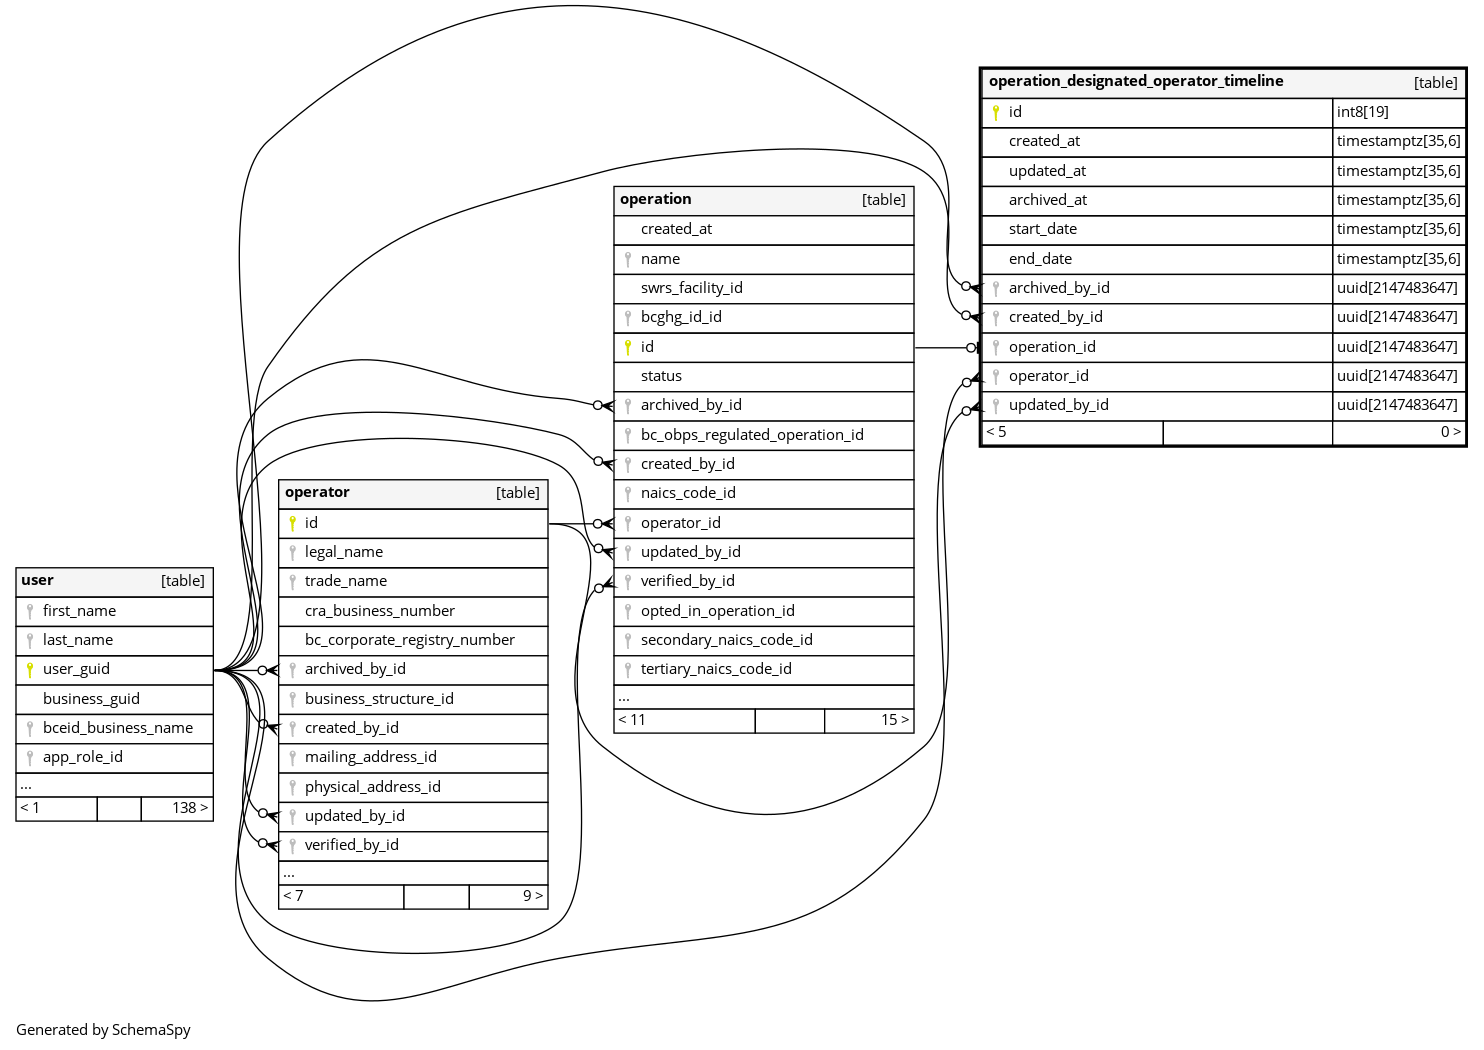 operation_designated_operator_timeline [table]
id int8[19]
created_at timestamptz[35,6]
updated_at timestamptz[35,6]
archived_at timestamptz[35,6]
start_date timestamptz[35,6]
end_date timestamptz[35,6]
archived_by_id uuid[2147483647]
created_by_id uuid[2147483647]
operation_id uuid[2147483647]
operator_id uuid[2147483647]
updated_by_id uuid[2147483647]
< 5 0 >
operation [table]
created_at
name
swrs_facility_id
bcghg_id_id
id
status
archived_by_id
bc_obps_regulated_operation_id
created_by_id
naics_code_id
operator_id
updated_by_id
verified_by_id
opted_in_operation_id
secondary_naics_code_id
tertiary_naics_code_id
...
< 11 15 >
operator [table]
id
legal_name
trade_name
cra_business_number
bc_corporate_registry_number
archived_by_id
business_structure_id
created_by_id
mailing_address_id
physical_address_id
updated_by_id
verified_by_id
...
< 7 9 >
user [table]
first_name
last_name
user_guid
business_guid
bceid_business_name
app_role_id
...
< 1 138 >
Generated by SchemaSpy